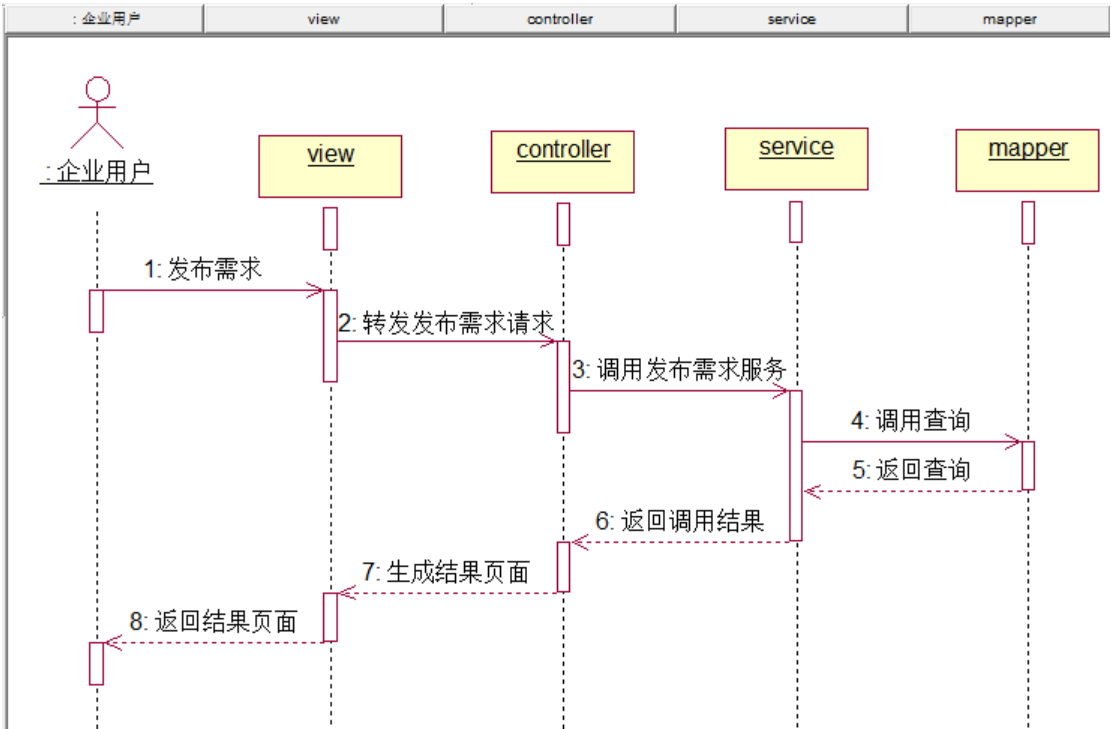 : 企业用户
view
controller
service
mapper
: 企业用户
view
controller
service
mapper
1: 发布需求
2: 转发发布需求请求
3: 调用发布需求服务
4: 调用查询
5: 返回查询
6: 返回调用结果
7: 生成结果页面
8: 返回结果页面